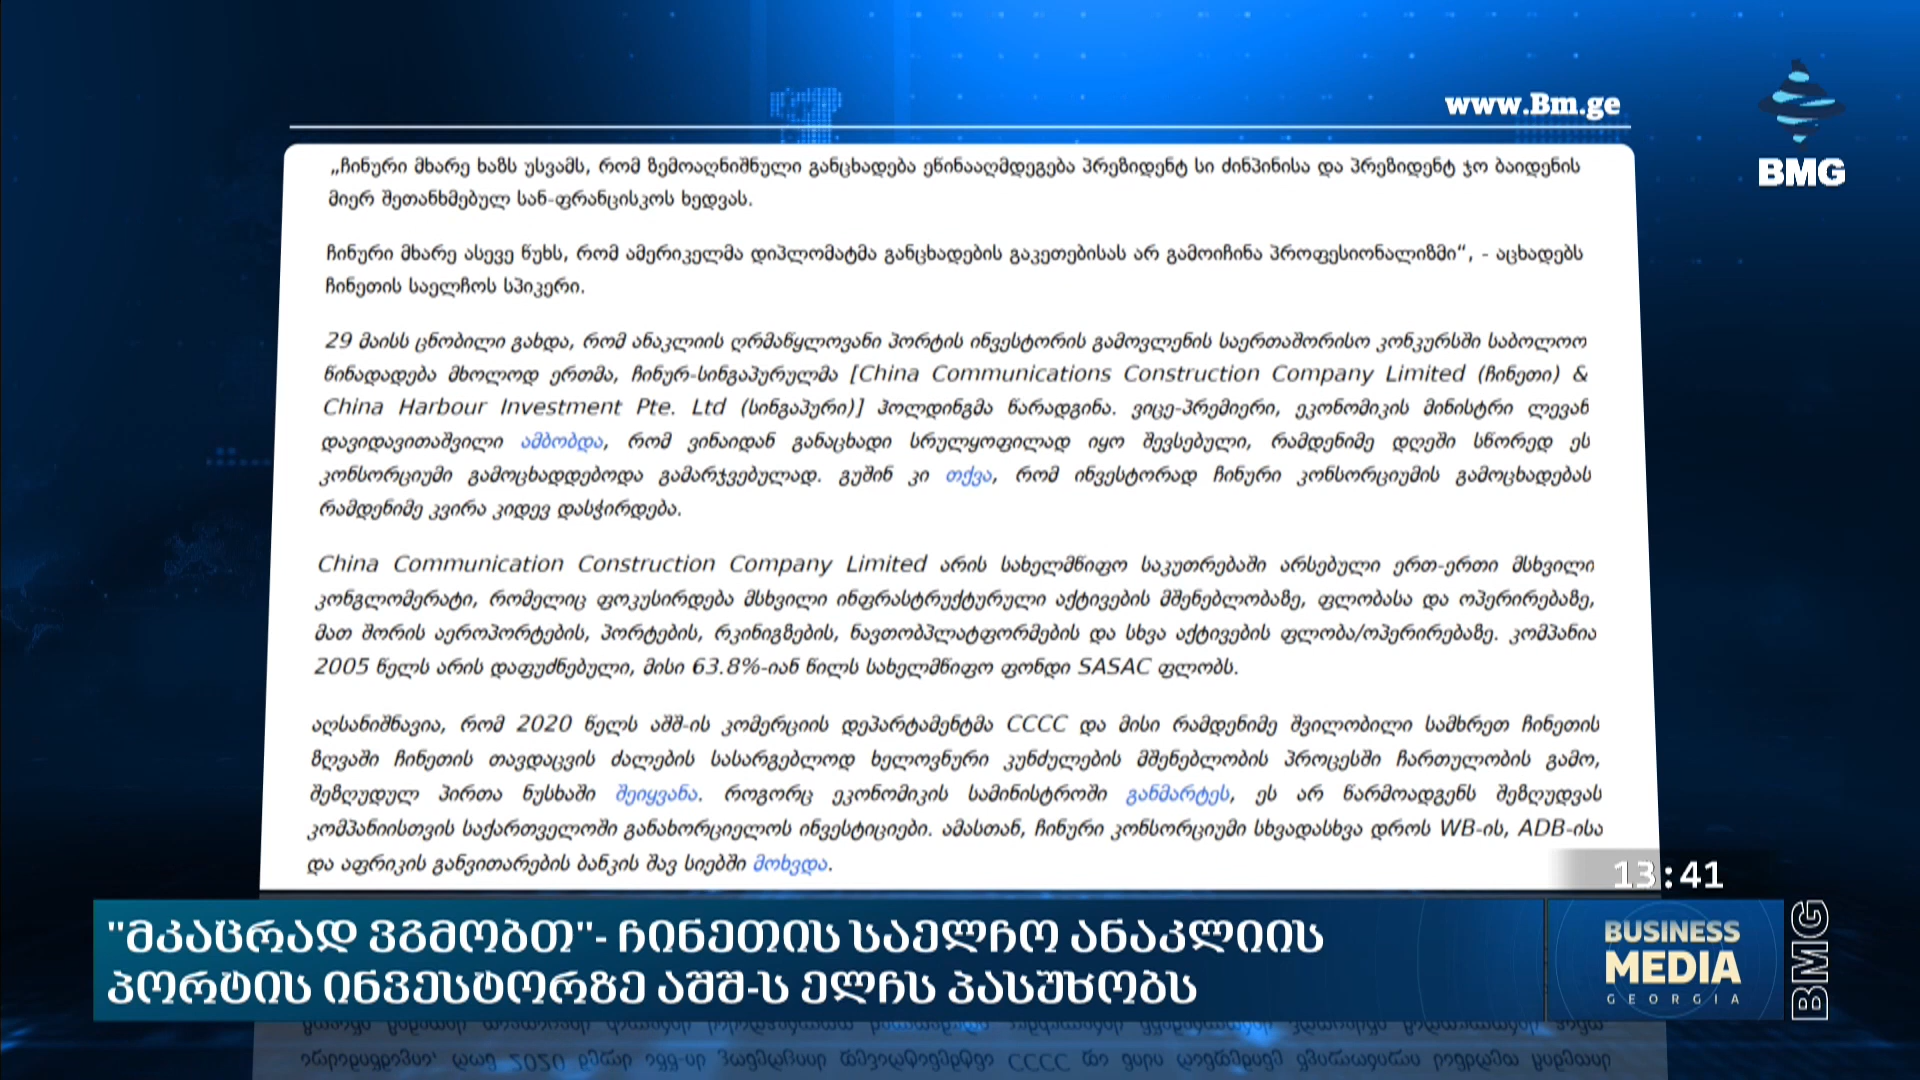 www.Bm.ge
BMG
„ჩინური მხარე ხაზს უსვამს, რომ ზემოაღნიშნული განცხადება ეწინააღმდეგება პრეზიდენტ სი ძინპინისა და პრეზიდენტ ჯო ბაიდენის
მიერ შეთანხმებულ სან-ფრანცისკოს ხედვას.
ჩინური მხარე ასევე წუხს, რომ ამერიკელმა დიპლომატმა განცხადების გაკეთებისას არ გამოიჩინა პროფესიონალიზმი“, - აცხადებს
ჩინეთის საელჩოს სპიკერი.
29 მაისს ცნობილი გახდა, რომ ანაკლიის ღრმაწყლოვანი პორტის ინვესტორის გამოვლენის საერთაშორისო კონკურსში საბოლოო
წინადადება მხოლოდ ერთმა, ჩინურ-სინგაპურულმა [China Communications Construction Company Limited (ჩინეთი) &
China Harbour Investment Pte. Ltd (სინგაპური)] ჰოლდინგმა წარადგინა. ვიცე-პრემიერი, ეკონომიკის მინისტრი ლევან
დავიდავითაშვილი ამბობდა, რომ ვინაიდან განაცხადი სრულყოფილად იყო შევსებული, რამდენიმე დღეში სწორედ ეს
კონსორციუმი გამოცხადდებოდა გამარჯვებულად. გუშინ კი თქვა, რომ ინვესტორად ჩინური კონსორციუმის გამოცხადებას
რამდენიმე კვირა კიდევ დასჭირდება.
China Communication Construction Company Limited არის სახელმწიფო საკუთრებაში არსებული ერთ-ერთი მსხვილი
კონგლომერატი, რომელიც ფოკუსირდება მსხვილი ინფრასტრუქტურული აქტივების მშენებლობაზე, ფლობასა და ოპერირებაზე,
მათ შორის აეროპორტების, პორტების, რკინიგზების, ნავთობპლატფორმების და სხვა აქტივების ფლობა/ოპერირებაზე. კომპანია
2005 წელს არის დაფუძნებული, მისი 63.8%-იან წილს სახელმწიფო ფონდი SASAC ფლობს.
აღსანიშნავია, რომ 2020 წელს აშშ-ის კომერციის დეპარტამენტმა CCCC და მისი რამდენიმე შვილობილი სამხრეთ ჩინეთის
ზღვაში ჩინეთის თავდაცვის ძალების სასარგებლოდ ხელოვნური კუნძულების მშენებლობის პროცესში ჩართულობის გამო,
შეზღუდულ პირთა ნუსხაში შეიყვანა. როგორც ეკონომიკის სამინისტროში განმარტეს, ეს არ წარმოადგენს შეზღუდვას
კომპანიისთვის საქართველოში განახორციელოს ინვესტიციები. ამასთან, ჩინური კონსორციუმი სხვადასხვა დროს WB-ის, ADB-ისა
და აფრიკის განვითარების ბანკის შავ სიებში მოხვდა.
13:41
"მკაცრად ვგმობთ"- ჩინეთის საელჩო ანაკლიის
პორტის ინვესტორზე აშშ-ს ელჩს პასუხობს
BUSINESS
MEDIA
GEORGIA
BMG